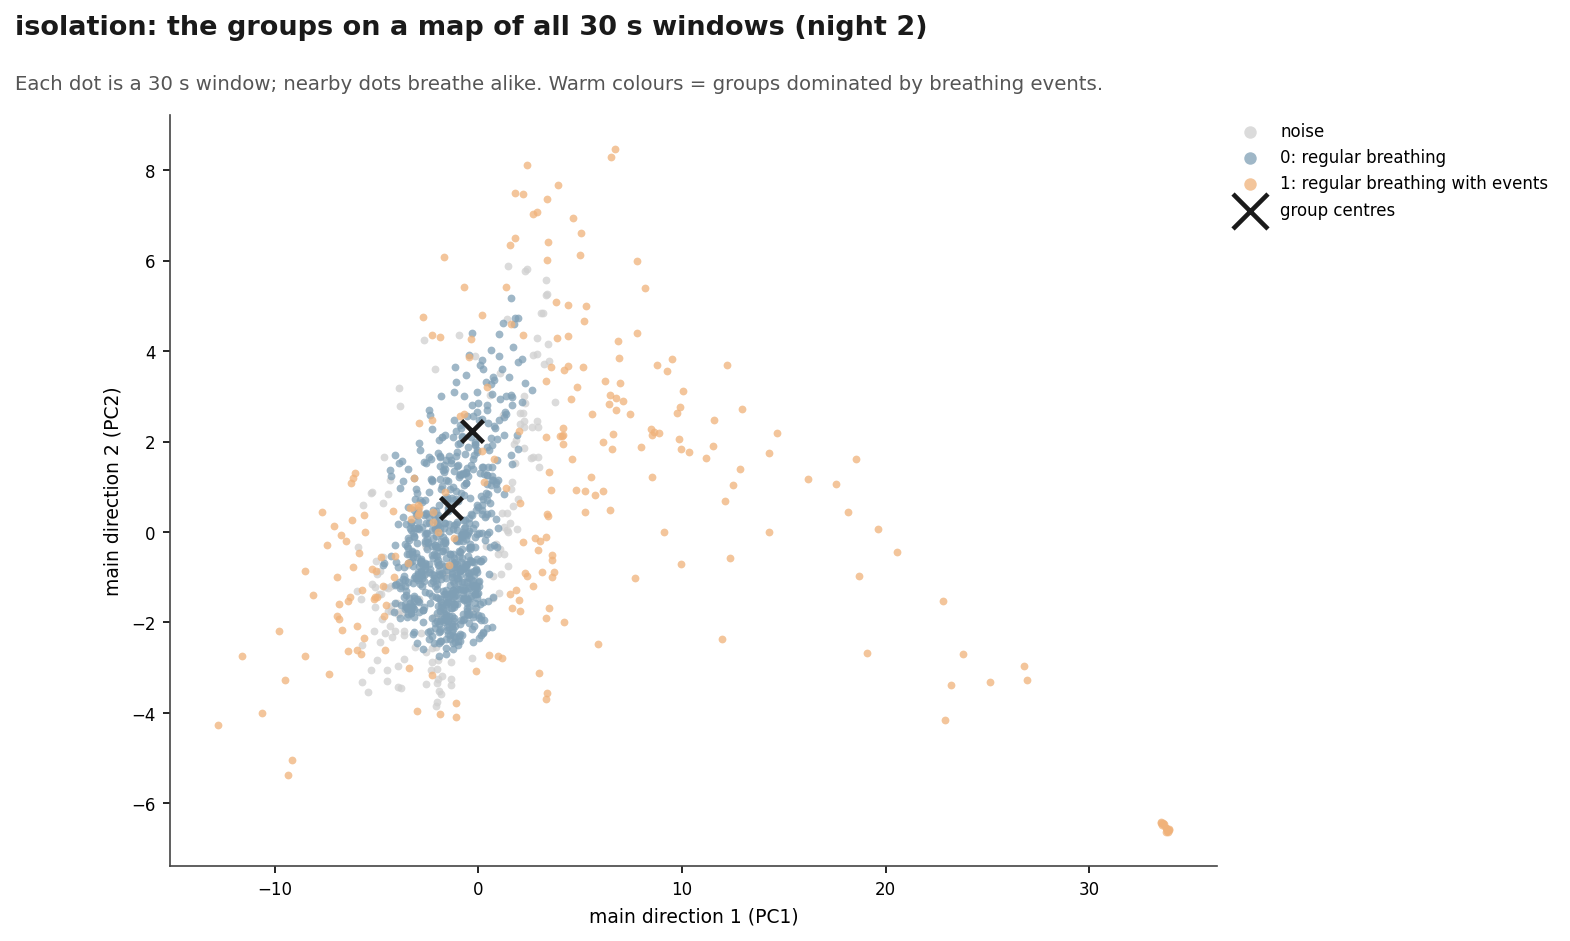 isolation: the groups on a map of all 30 s windows (night 2)
Each dot is a 30 s window; nearby dots breathe alike. Warm colours = groups dominated by breathing events.
noise
0: regular breathing
1: regular breathing with events
group centres
main direction 2 (PC2)
8
6
4
2
0
−2
−4
−6
−10
0
10
20
30
main direction 1 (PC1)